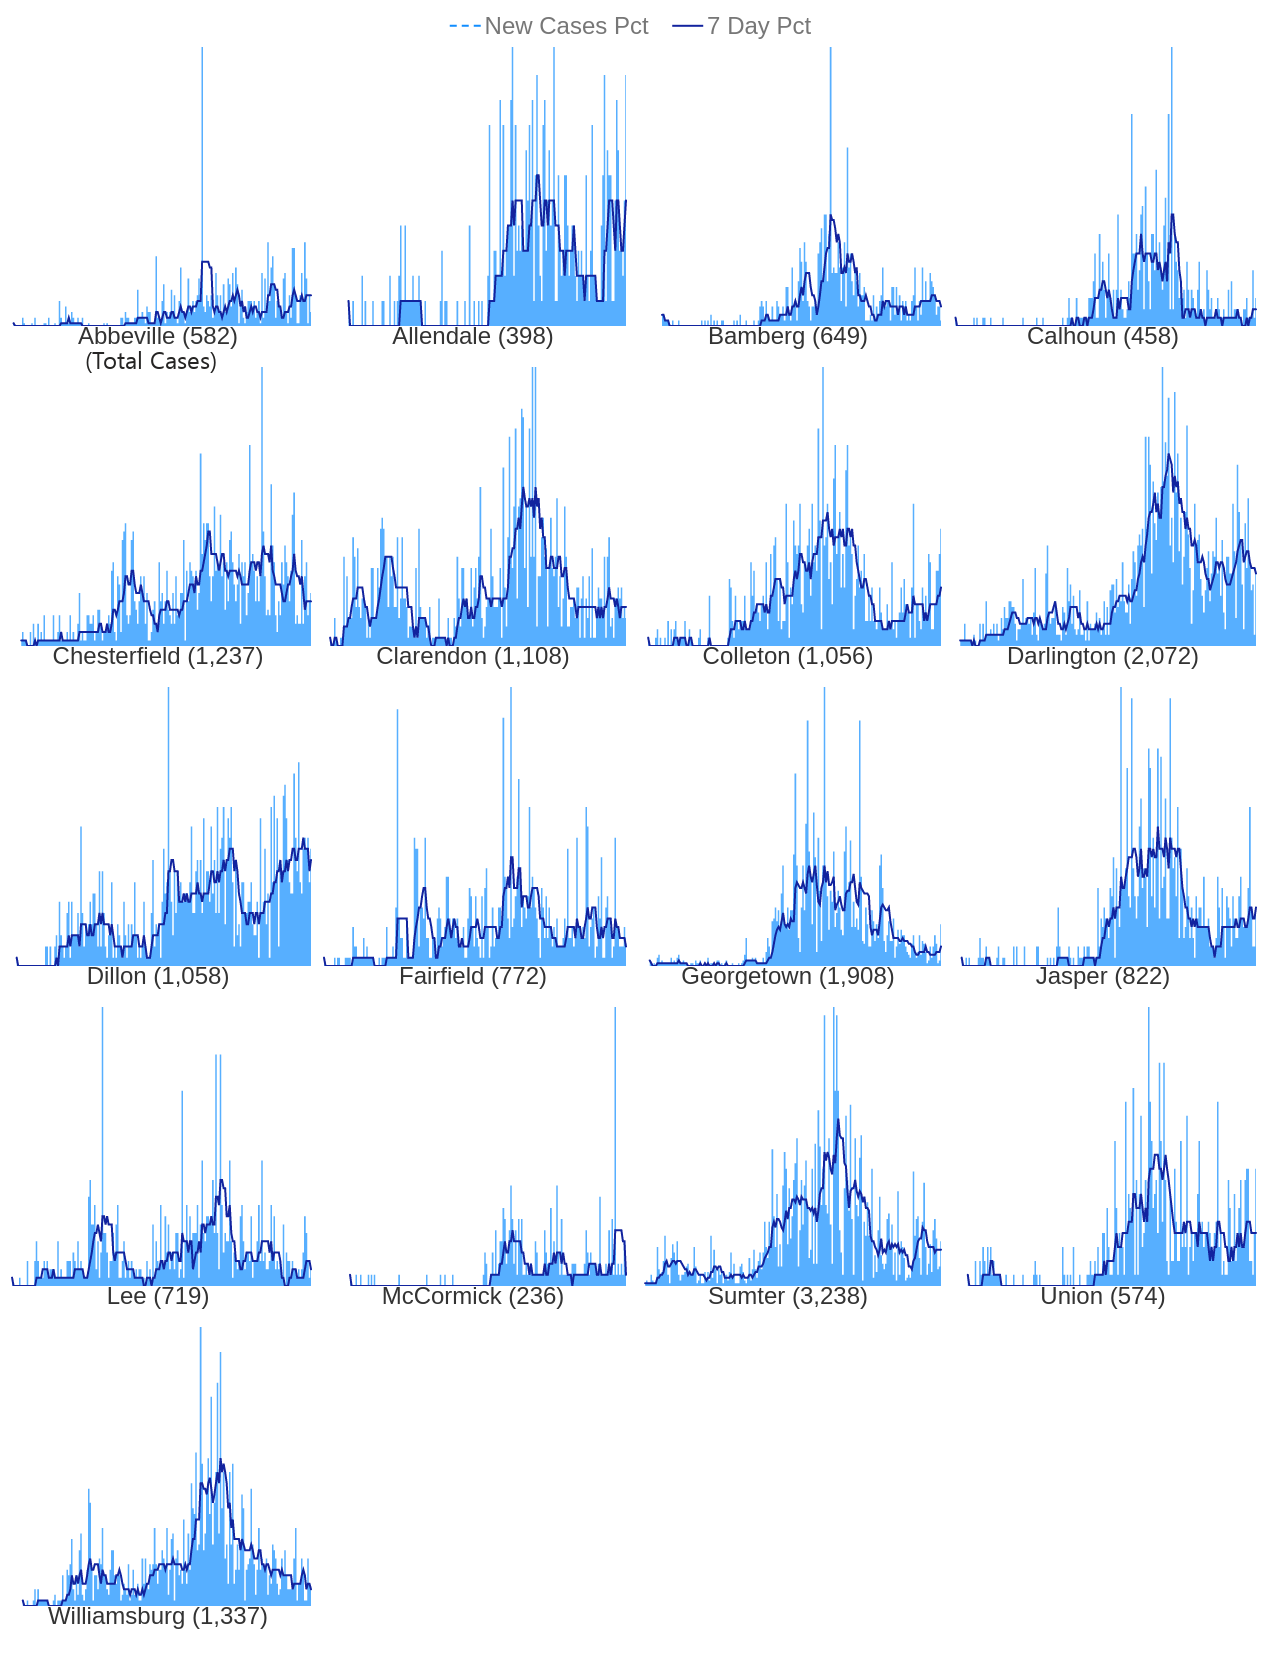 New Cases Pct 7 Day Pct
Abbeville (582) Allendale (398) Bamberg (649) Calhoun (458)
(Total Cases)
Chesterfield (1,237) Clarendon (1,108) Colleton (1,056) Darlington (2,072)
Dillon (1,058) Fairfield (772) Georgetown (1,908) Jasper (822)
Lee (719) McCormick (236) Sumter (3,238) Union (574)
Williamsburg (1,337)